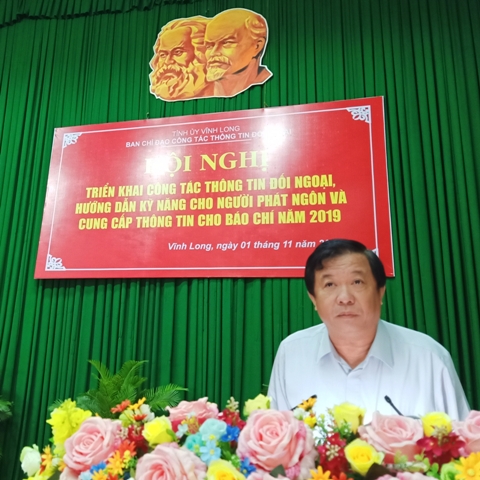 TỈNH ỦY VĨNH LONG
BAN CHỈ ĐẠO CÔNG TÁC THÔNG TIN ĐỐI
HỘI NGHỊ
TRIỂN KHAI CÔNG TÁC THÔNG TIN ĐỐI NGOẠI,
HƯỚNG DẪN KỸ NĂNG CHO NGƯỜI PHÁT NGÔN VÀ
CUNG CẤP THÔNG TIN CHO BÁO CHÍ NĂM 2019
Vĩnh Long, ngày 01 tháng 11 năm